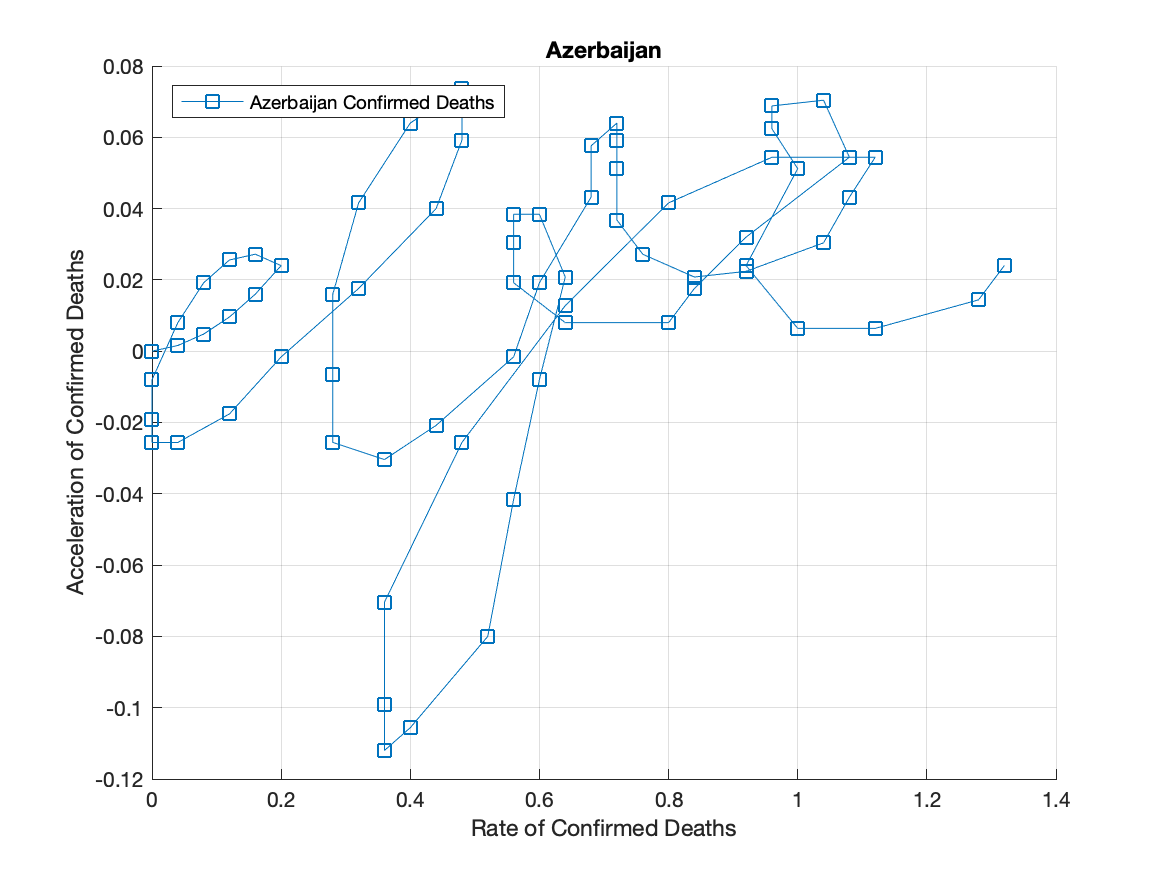 Azerbaijan
Azerbaijan Confirmed Deaths
Acceleration of Confirmed Deaths
0.08
0.06
0.04
0.02
0
-0.02
-0.04
-0.06
-0.08
-0.1
-0.12
0 0.2 0.4 0.6 0.8 1 1.2 1.4
Rate of Confirmed Deaths